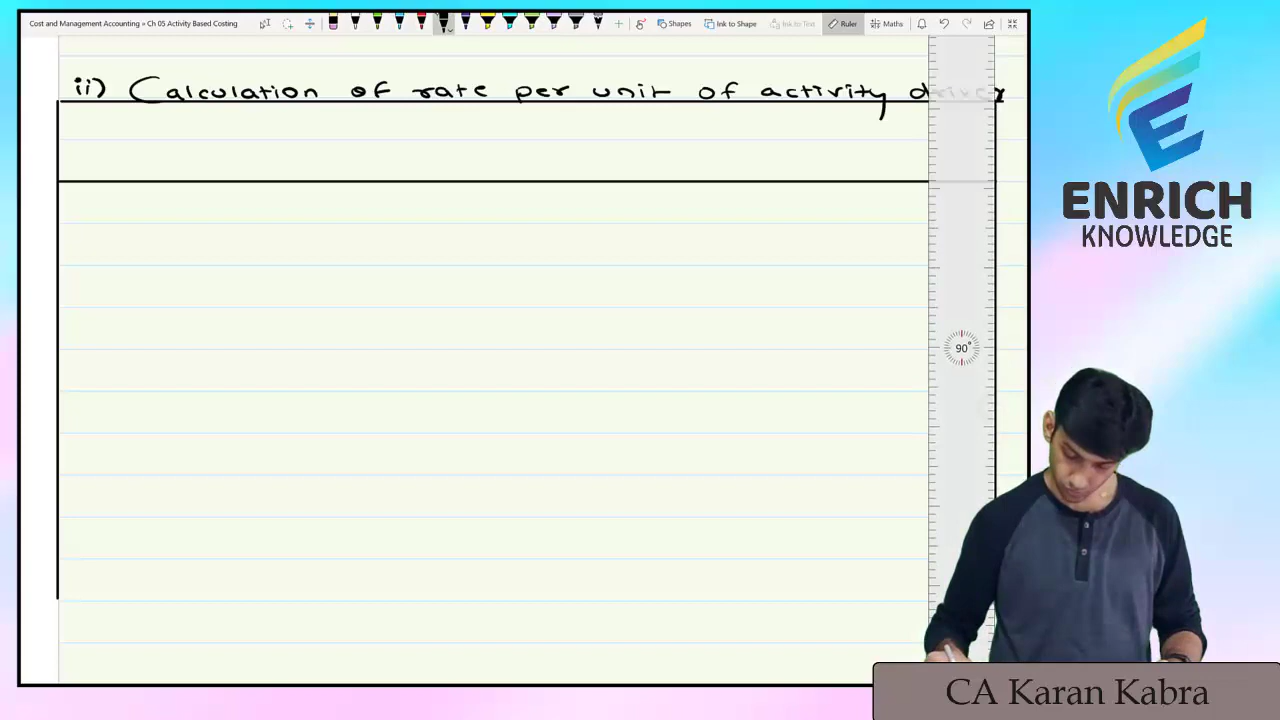 Cost and Management Accounting » Ch 05 Activity Based Costing
Shapes
Ink to Shape
Ink to Text
Ruler
Maths
ii) Calculation of rate per unit of activity driver
90°
ENRICH
KNOWLEDGE
CA Karan Kabra